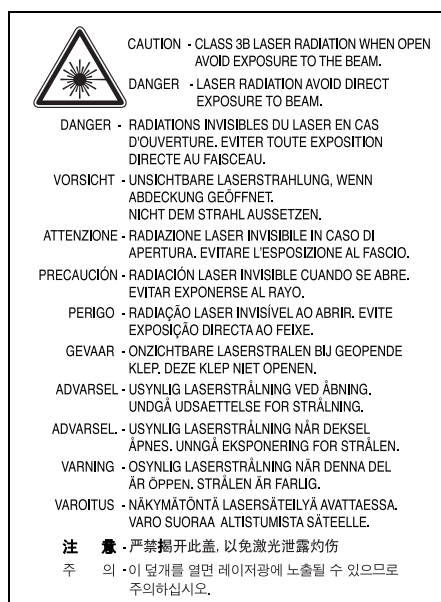 CAUTION - CLASS 3B LASER RADIATION WHEN OPEN
AVOID EXPOSURE TO THE BEAM.
DANGER - LASER RADIATION AVOID DIRECT
EXPOSURE TO BEAM.
DANGER - RADIATIONS INVISIBLES DU LASER EN CAS
D'OUVERTURE. EVITER TOUTE EXPOSITION
DIRECTE AU FAISCEAU.
VORSICHT - UNSICHTBARE LASERSTRAHLUNG, WENN
ABDECKUNG GEÖFFNET.
NICHT DEM STRAHL AUSSETZEN.
ATTENZIONE - RADIAZIONE LASER INVISIBILE IN CASO DI
APERTURA. EVITARE L'ESPOSIZIONE AL FASCIO.
PRECAUCIÓN - RADIACIÓN LASER INVISIBLE CUANDO SE ABRE.
EVITAR EXPONERSE AL RAYO.
PERIGO - RADIAÇÃO LASER INVISÍVEL AO ABRIR. EVITE
EXPOSIÇÃO DIRECTA AO FEIXE.
GEVAAR - ONZICHTBARE LASERSTRALEN BIJ GEOPENDE
KLEP. DEZE KLEP NIET OPENEN.
ADVARSEL - USYNLIG LASERSTRÅLNING VED ÅBNING.
UNDGÅ UDSAETTELSE FOR STRÅLNING.
ADVARSEL. - USYNLIG LASERSTRÅLNING NÅR DEKSEL
ÅPNES. UNNGÅ EKSPONERING FOR STRÅLEN.
VARNING - OSYNLIG LASERSTRÅLNING NÄR DENNA DEL
ÄR ÖPPEN. STRÅLEN ÄR FARLIG.
VAROITUS - NÄKYMÄTÖNTÄ LASERSÄTEILYÄ AVATTAESSA.
VARO SUORAA ALTISTUMISTA SÄTEELLE.
注 意 - 严禁揭开此盖, 以免激光泄露灼伤
주 의 - 이 덮개를 열면 레이저광에 노출될 수 있으므로
주의하십시오.